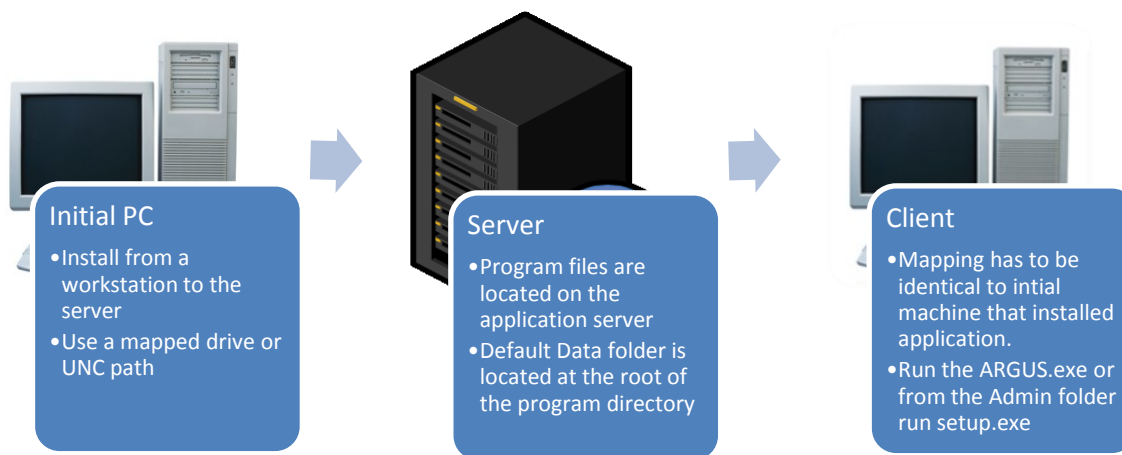 Initial PC
•Install from a
workstation to the
server
•Use a mapped drive or
UNC path
Server
•Program files are
located on the
application server
•Default Data folder is
located at the root of
the program directory
Client
•Mapping has to be
identical to intial
machine that installed
application.
•Run the ARGUS.exe or
from the Admin folder
run setup.exe